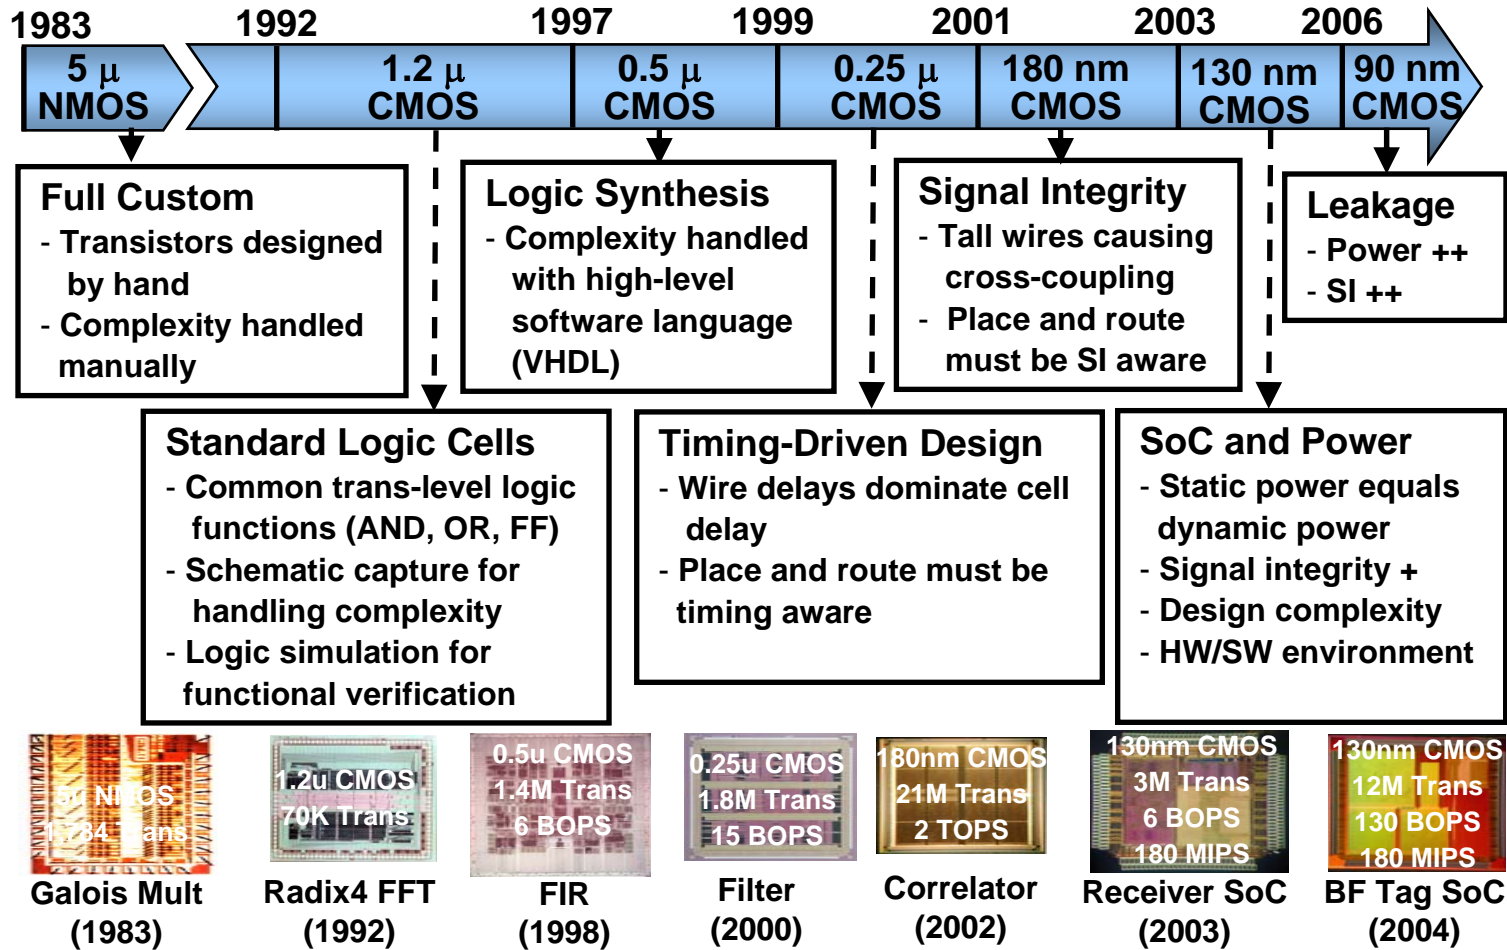 1983
1992
1997
1999
2001
2003
2006
5 μ
NMOS
1.2 μ
CMOS
0.5 μ
CMOS
0.25 μ
CMOS
180 nm
CMOS
130 nm
CMOS
90 nm
CMOS
Full Custom
- Transistors designed
by hand
- Complexity handled
manually
Logic Synthesis
- Complexity handled
with high-level
software language
(VHDL)
Signal Integrity
- Tall wires causing
cross-coupling
- Place and route
must be SI aware
Leakage
- Power ++
- SI ++
Standard Logic Cells
- Common trans-level logic
functions (AND, OR, FF)
- Schematic capture for
handling complexity
- Logic simulation for
functional verification
Timing-Driven Design
- Wire delays dominate cell
delay
- Place and route must be
timing aware
SoC and Power
- Static power equals
dynamic power
- Signal integrity +
- Design complexity
- HW/SW environment
5u NMOS
1,784 Trans
Galois Mult
(1983)
1.2u CMOS
70K Trans
Radix4 FFT
(1992)
0.5u CMOS
1.4M Trans
6 BOPS
FIR
(1998)
0.25u CMOS
1.8M Trans
15 BOPS
Filter
(2000)
180nm CMOS
21M Trans
2 TOPS
Correlator
(2002)
130nm CMOS
3M Trans
6 BOPS
180 MIPS
Receiver SoC
(2003)
130nm CMOS
12M Trans
130 BOPS
180 MIPS
BF Tag SoC
(2004)